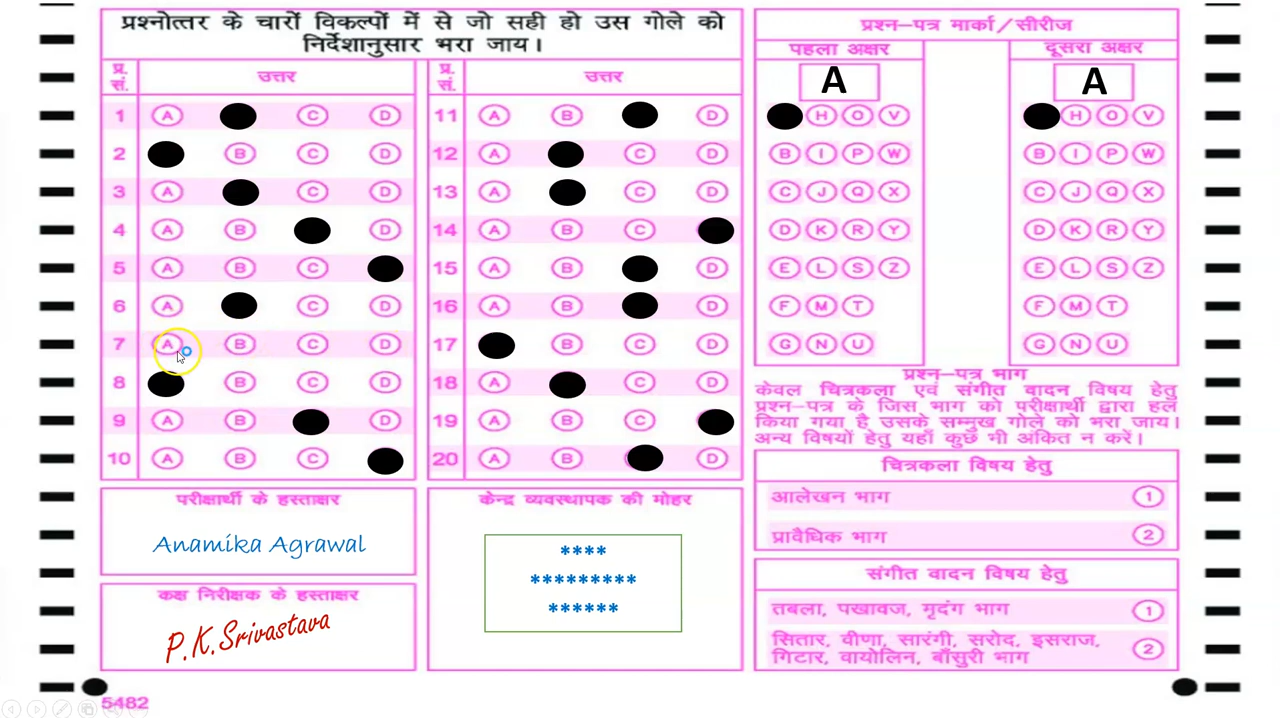 प्रश्नोत्तर के चारों विकल्पों में से जो सही हो उस गोले को
निर्देशानुसार भरा जाय।
प्र. सं. उत्तर
1 A C D
2 B C D
3 A C D
4 A B D
5 A B C
6 A C D
7 A B C D
8 B C D
9 A B D
10 A B C
प्र. सं. उत्तर
11 A B D
12 A C D
13 A C D
14 A B C
15 A B D
16 A B D
17 B C D
18 A C D
19 A B C
20 A B D
प्रश्न–पत्र मार्का/सीरीज
पहला अक्षर
A
H O V
B I P W
C J Q X
D K R Y
E L S Z
F M T
G N U
दूसरा अक्षर
A
H O V
B I P W
C J Q X
D K R Y
E L S Z
F M T
G N U
प्रश्न–पत्र भाग
केवल चित्रकला एवं संगीत वादन विषय हेतु
प्रश्न–पत्र के जिस भाग को परीक्षार्थी द्वारा हल
किया गया है उसके सम्मुख गोले को भरा जाय।
अन्य विषयों हेतु यहाँ कुछ भी अंकित न करें।
चित्रकला विषय हेतु
आलेखन भाग 1
प्राविधिक भाग 2
संगीत वादन विषय हेतु
तबला, पखावज, मृदंग भाग 1
सितार, वीणा, सारंगी, सरोद, इसराज,
गिटार, वायोलिन, बाँसुरी भाग 2
परीक्षार्थी के हस्ताक्षर
Anamika Agrawal
कक्ष निरीक्षक के हस्ताक्षर
P.K.Srivastava
केन्द्र व्यवस्थापक की मोहर
****
*********
******
5482